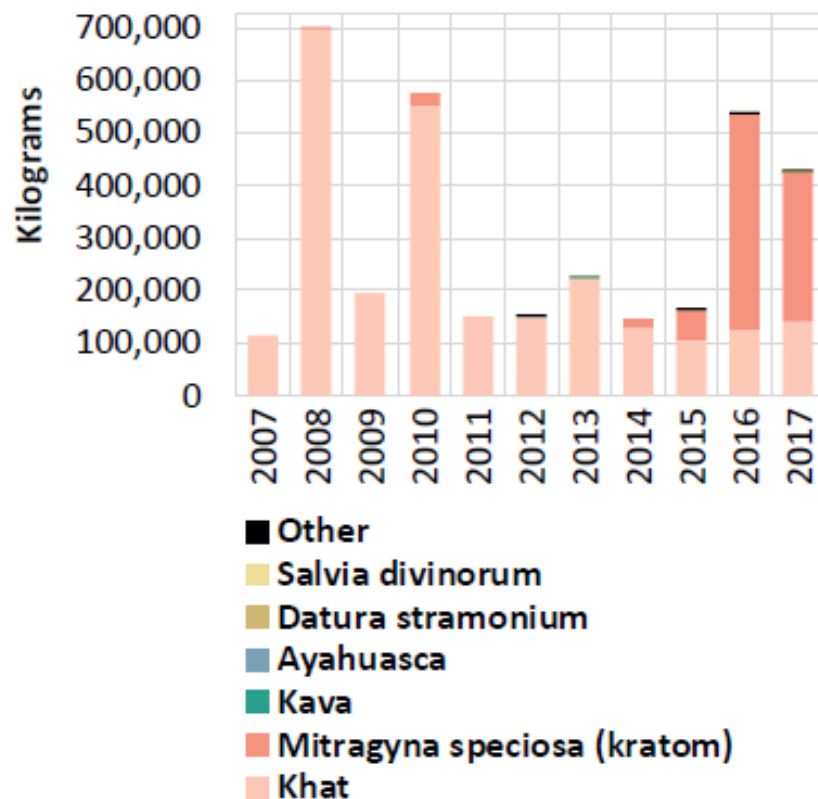 Kilograms
700,000
600,000
500,000
400,000
300,000
200,000
100,000
0
2007 2008 2009 2010 2011 2012 2013 2014 2015 2016 2017
Other
Salvia divinorum
Datura stramonium
Ayahuasca
Kava
Mitragyna speciosa (kratom)
Khat